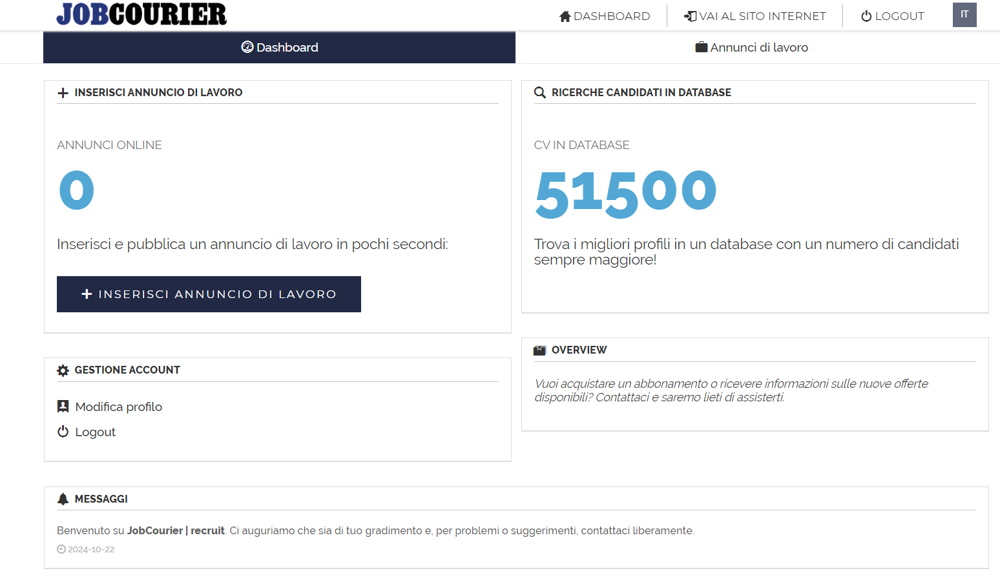 JOBCOURIER
DASHBOARD
VAI AL SITO INTERNET
LOGOUT
IT
Dashboard
Annunci di lavoro
INSERISCI ANNUNCIO DI LAVORO
ANNUNCI ONLINE
0
Inserisci e pubblica un annuncio di lavoro in pochi secondi:
INSERISCI ANNUNCIO DI LAVORO
RICERCHE CANDIDATI IN DATABASE
CV IN DATABASE
51500
Trova i migliori profili in un database con un numero di candidati
sempre maggiore!
GESTIONE ACCOUNT
Modifica profilo
Logout
OVERVIEW
Vuoi acquistare un abbonamento o ricevere informazioni sulle nuove offerte
disponibili? Contattaci e saremo lieti di assisterti.
MESSAGGI
Benvenuto su JobCourier | recruit. Ci auguriamo che sia di tuo gradimento e, per problemi o suggerimenti, contattaci liberamente.
2024-10-22